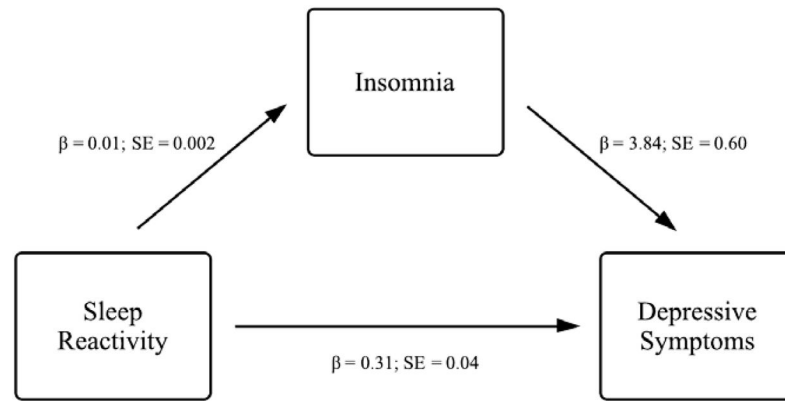 Insomnia
β = 0.01; SE = 0.002
β = 3.84; SE = 0.60
Sleep
Reactivity
Depressive
Symptoms
β = 0.31; SE = 0.04